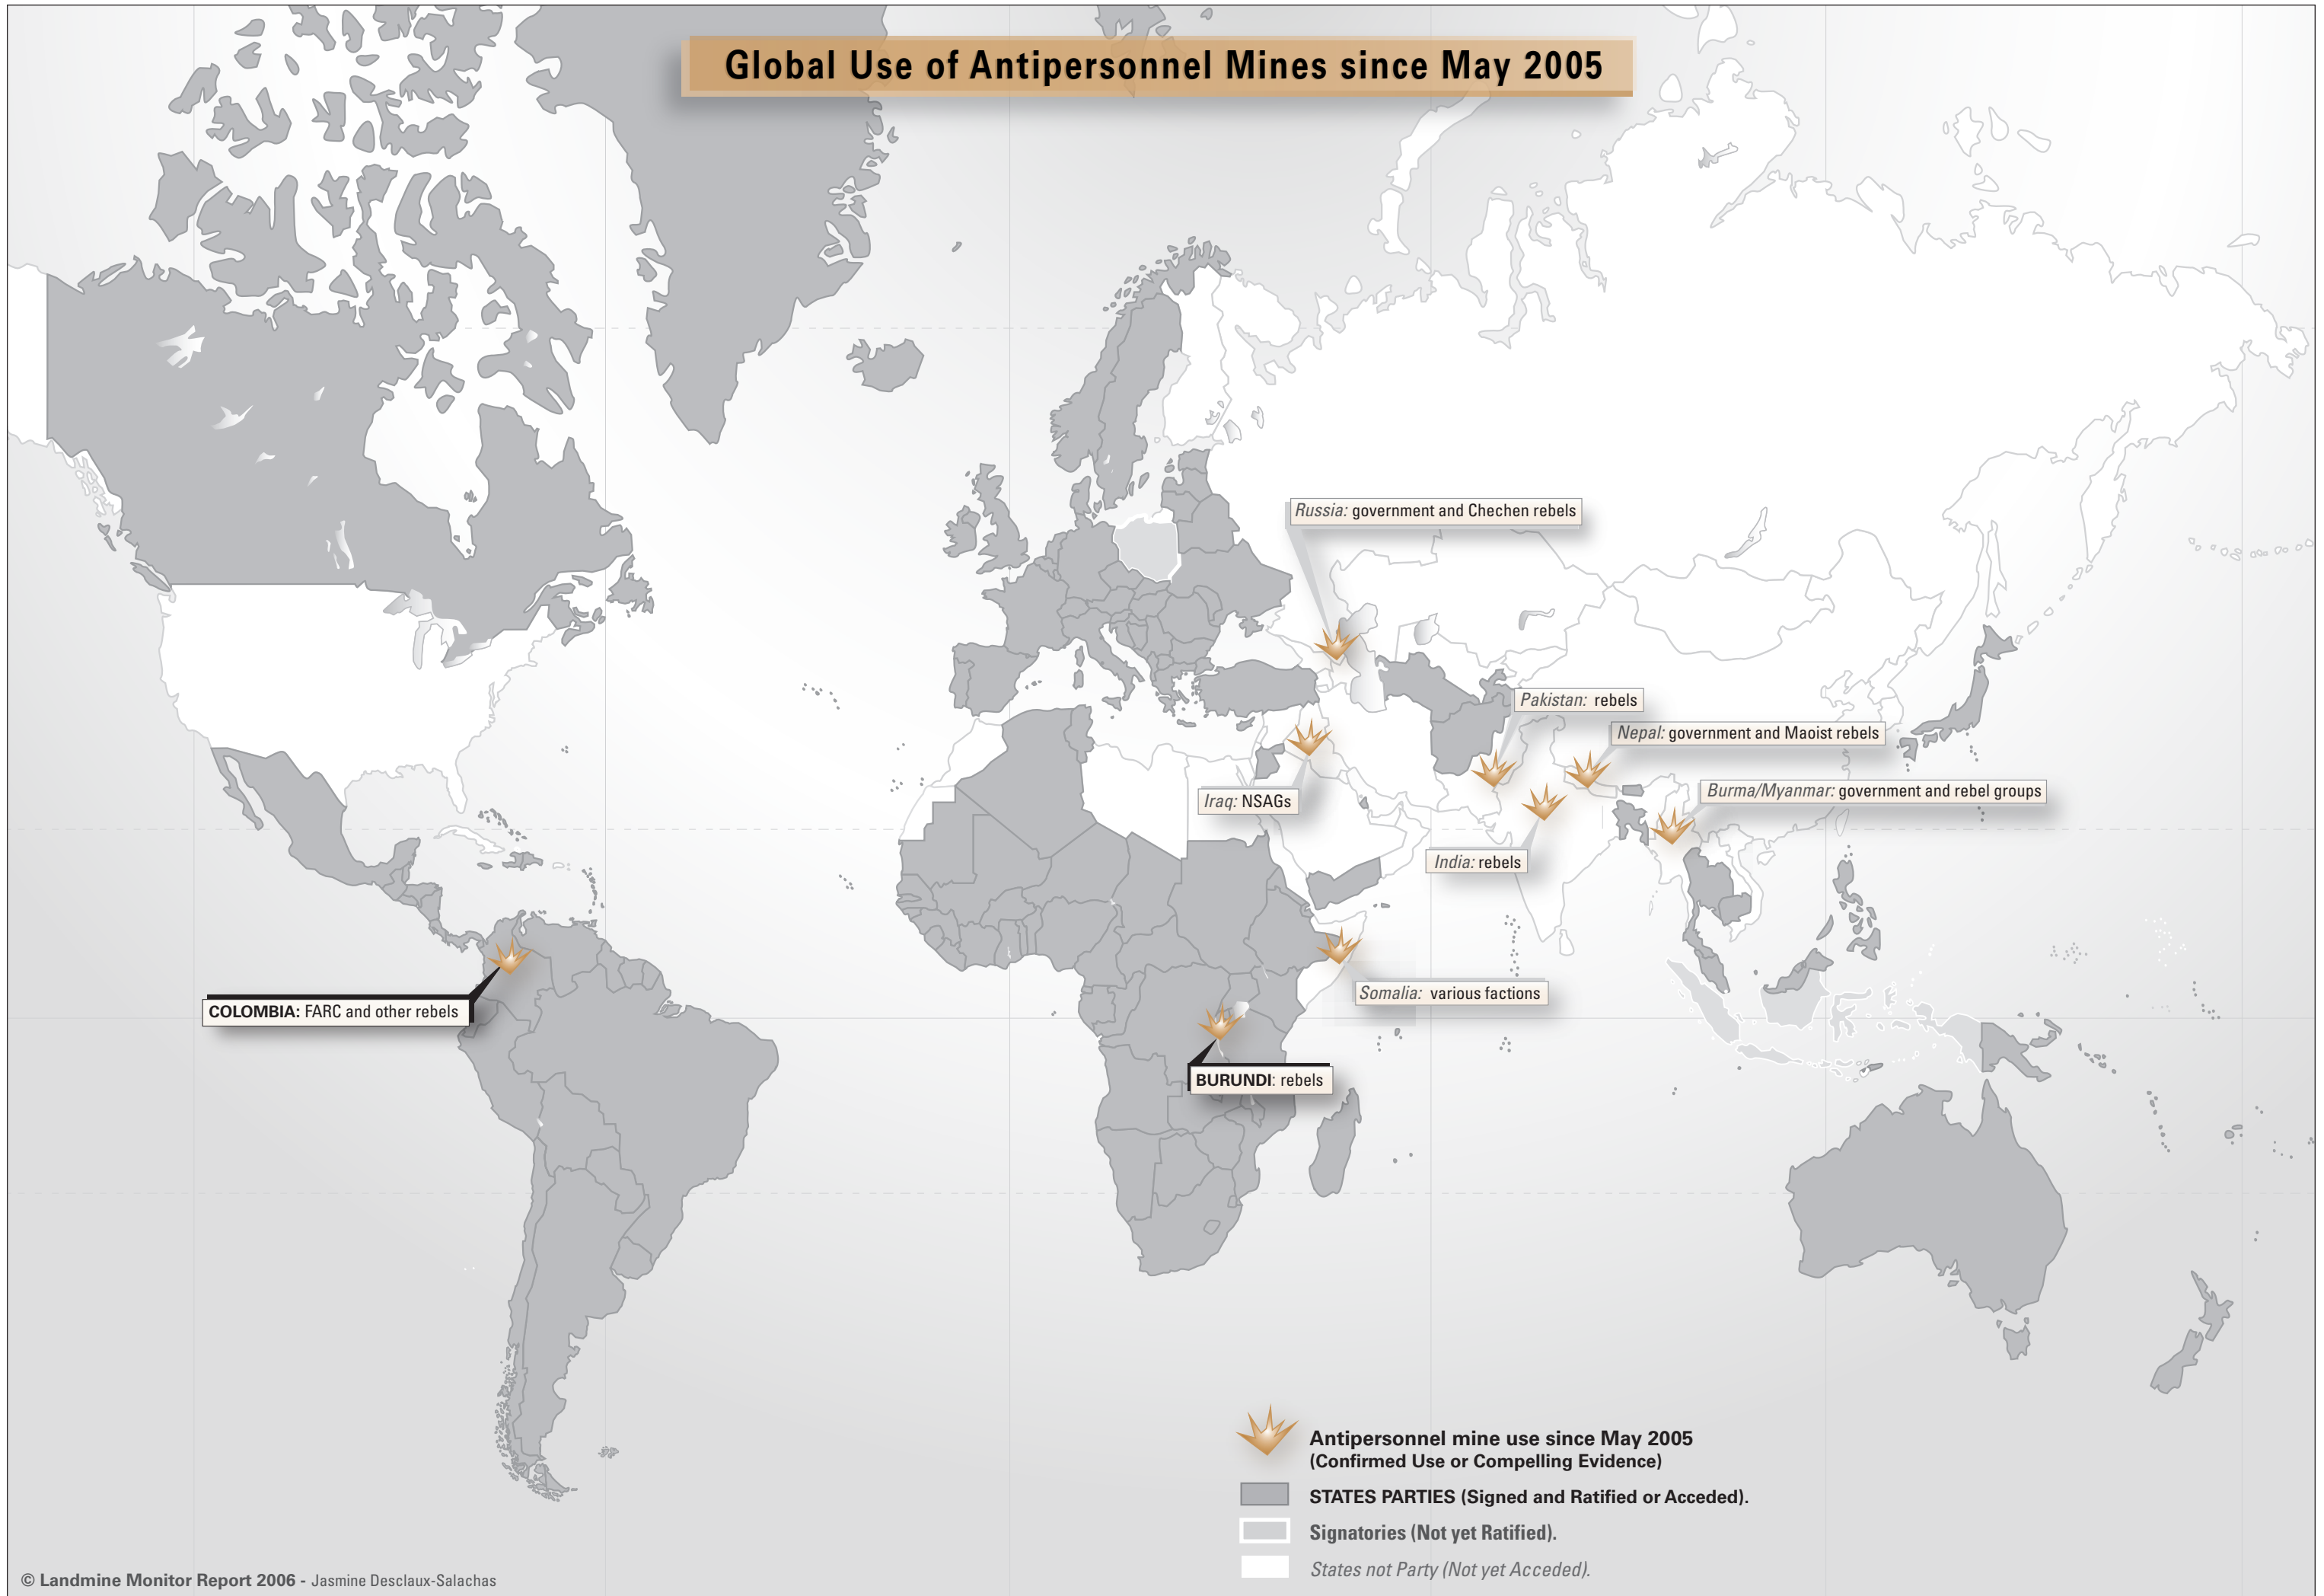 Global Use of Antipersonnel Mines since May 2005
Russia: government and Chechen rebels
Pakistan: rebels
Nepal: government and Maoist rebels
Iraq: NSAGs
Burma/Myanmar: government and rebel groups
India: rebels
Somalia: various factions
COLOMBIA: FARC and other rebels
BURUNDI: rebels
Antipersonnel mine use since May 2005
(Confirmed Use or Compelling Evidence)
STATES PARTIES (Signed and Ratified or Acceded).
Signatories (Not yet Ratified).
States not Party (Not yet Acceded).
© Landmine Monitor Report 2006 - Jasmine Desclaux-Salachas